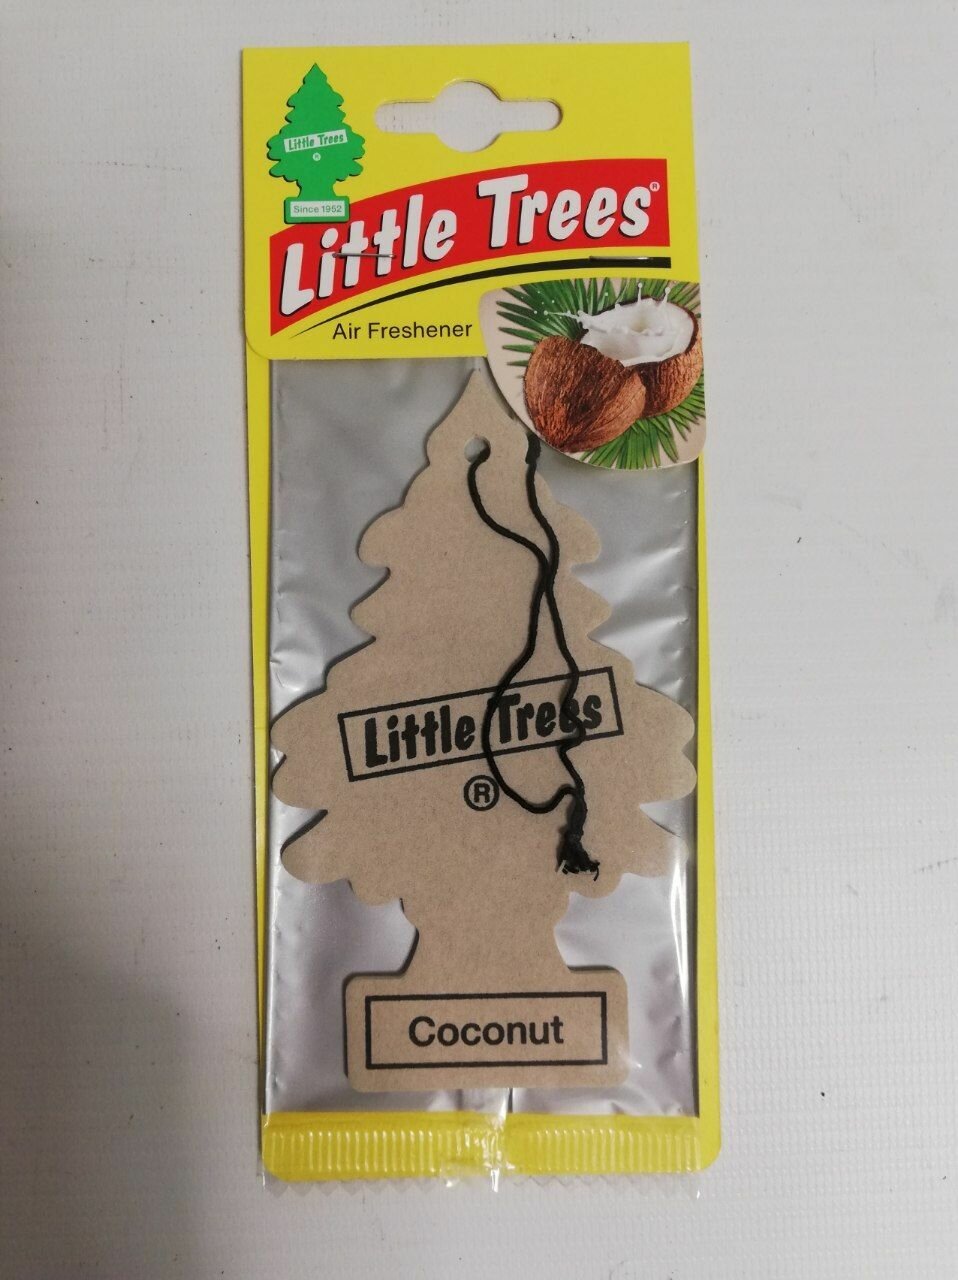 Little Trees
®
Since 1952
Little Trees®
Air Freshener
Little Trees
®
Coconut